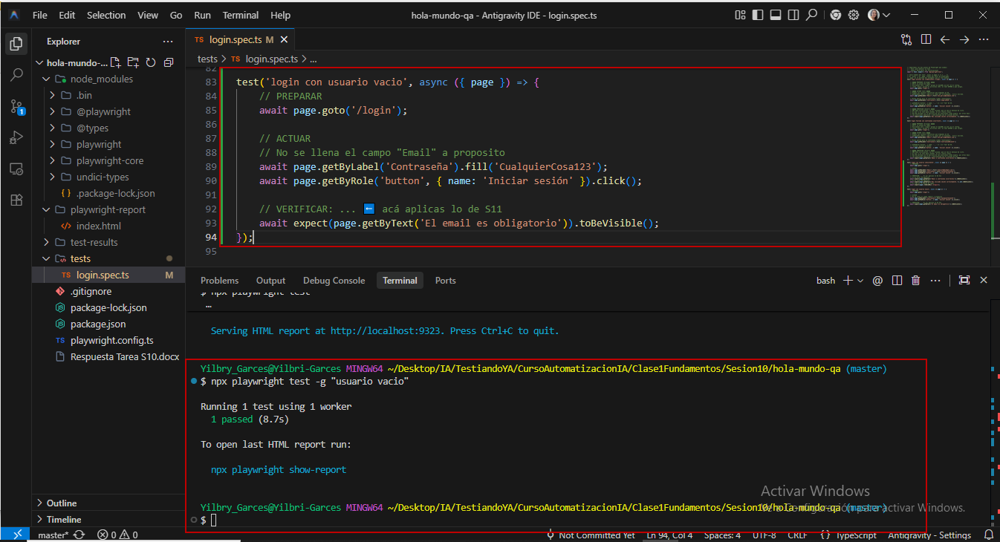 File Edit Selection View Go Run Terminal Help hola-mundo-qa - Antigravity IDE - login.spec.ts
Explorer ...
TS login.spec.ts M
hola-mundo-...
tests > TS login.spec.ts > ...
node_modules
.bin
@playwright
@types
playwright
playwright-core
undici-types
{ } .package-lock.json
playwright-report
<> index.html
test-results
tests
TS login.spec.ts M
.gitignore
package-lock.json
package.json
TS playwright.config.ts
Respuesta Tarea S10.docx
Outline
Timeline
1
82
83 test('login con usuario vacio', async ({ page }) => {
84 // PREPARAR
85 await page.goto('/login');
86
87 // ACTUAR
88 // No se llena el campo "Email" a proposito
89 await page.getByLabel('Contraseña').fill('CualquierCosa123');
90 await page.getByRole('button', { name: 'Iniciar sesión' }).click();
91
92 // VERIFICAR: ... ⬅ acá aplicas lo de S11
93 await expect(page.getByText('El email es obligatorio')).toBeVisible();
94 });
95
Problems Output Debug Console Terminal Ports bash
$ npx playwright test
…
Serving HTML report at http://localhost:9323. Press Ctrl+C to quit.
Yilbry_Garces@Yilbri-Garces MINGW64 ~/Desktop/IA/TestiandoYA/CursoAutomatizacionIA/Clase1Fundamentos/Sesion10/hola-mundo-qa (master)
$ npx playwright test -g "usuario vacio"
Running 1 test using 1 worker
1 passed (8.7s)
To open last HTML report run:
npx playwright show-report
Activar Windows
Yilbry_Garces@Yilbri-Garces MINGW64 ~/Desktop/IA/TestiandoYA/CursoAutomatizacionIA/Clase1Fundamentos/Sesion10/hola-mundo-qa (master)
Ve a Configuración para activar Windows.
$
master* 0 0 Not Committed Yet Ln 94, Col 4 Spaces: 4 UTF-8 CRLF { } TypeScript Antigravity - Settings